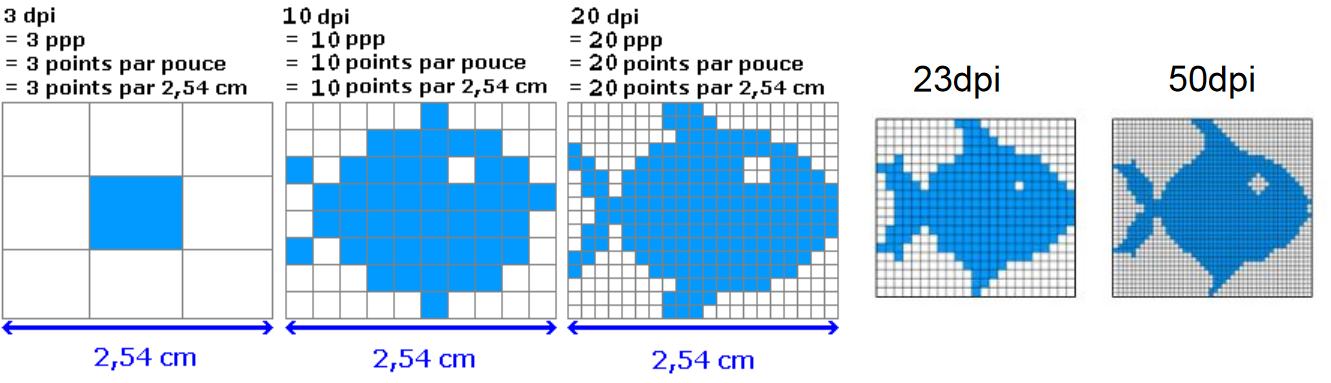 3 dpi
= 3 ppp
= 3 points par pouce
= 3 points par 2,54 cm
2,54 cm
10 dpi
= 10 ppp
= 10 points par pouce
= 10 points par 2,54 cm
2,54 cm
20 dpi
= 20 ppp
= 20 points par pouce
= 20 points par 2,54 cm
2,54 cm
23dpi
50dpi